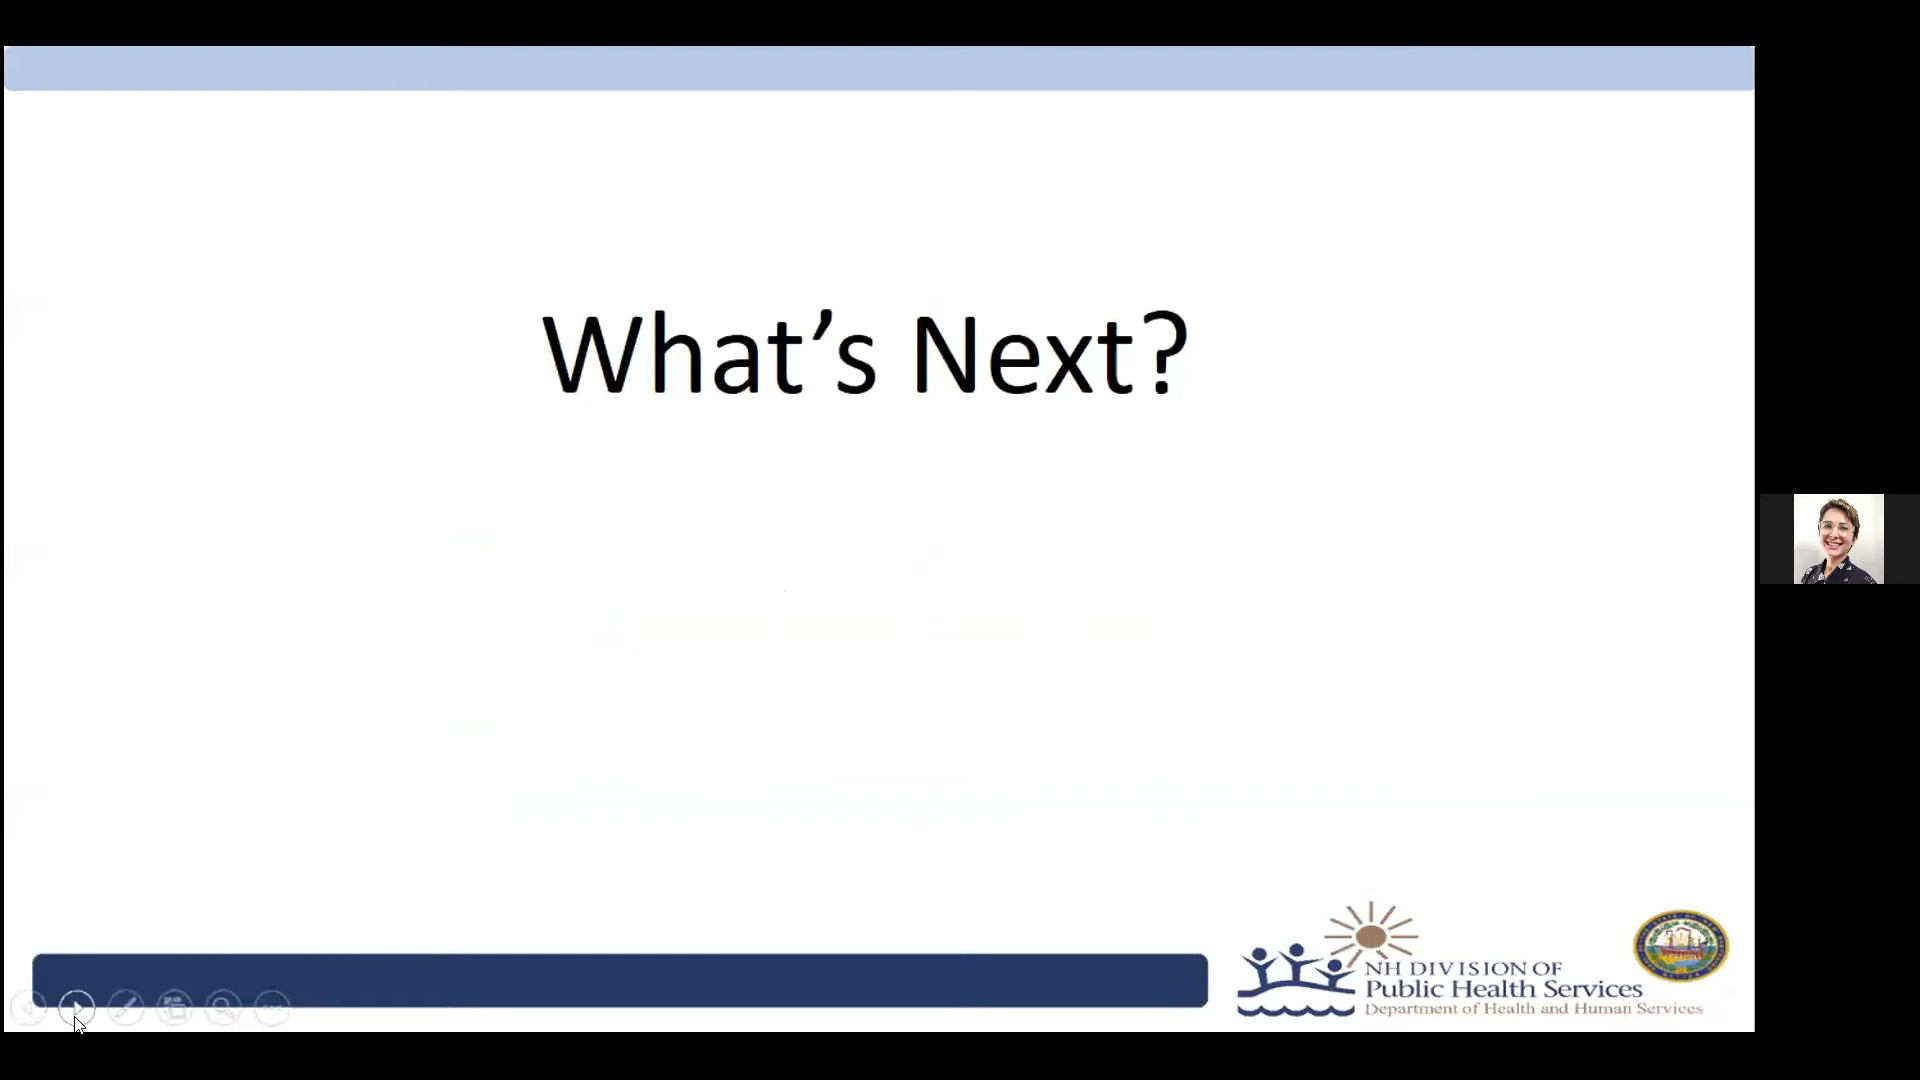 What’s Next?
NH DIVISION OF
Public Health Services
Department of Health and Human Services